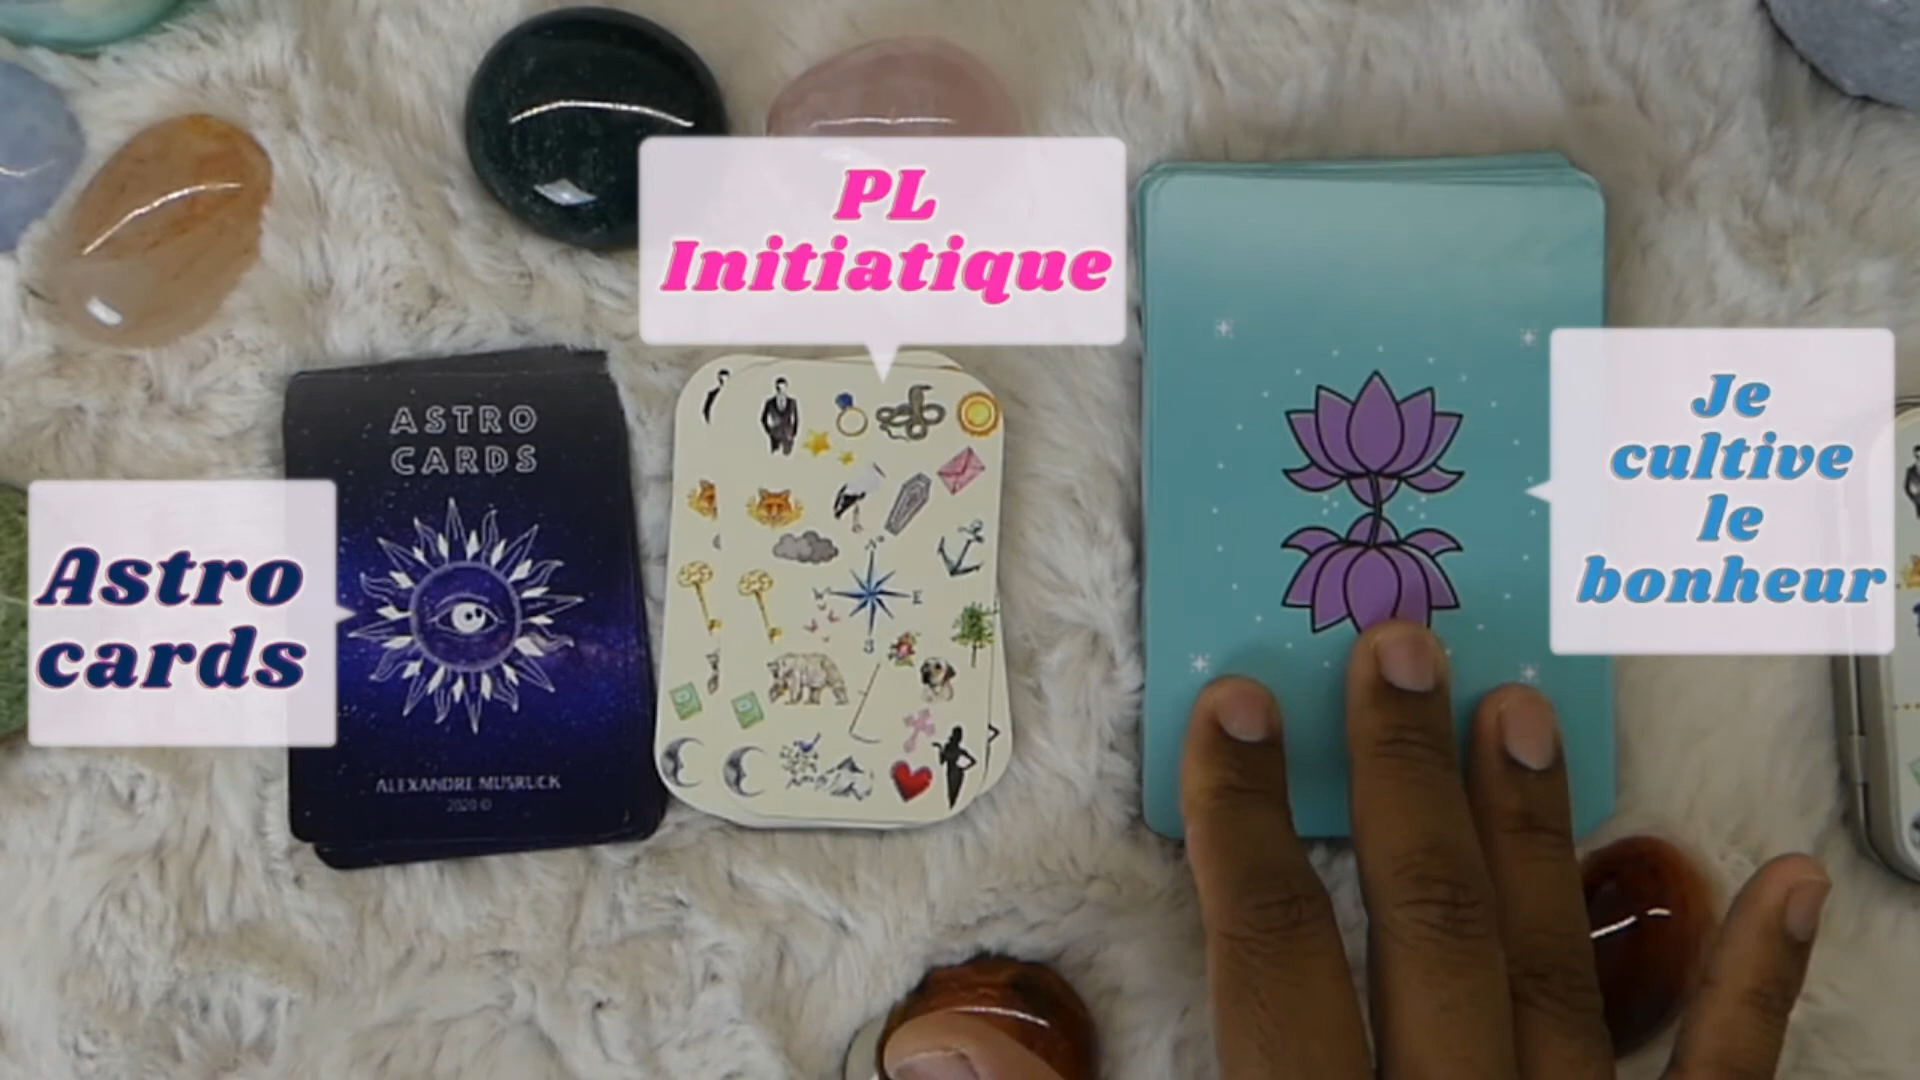 PL
Initiatique
ASTRO
CARDS
Astro
cards
ALEXANDRE MUSRUCK
2020 ©
N
W
E
S
Je
cultive
le
bonheur